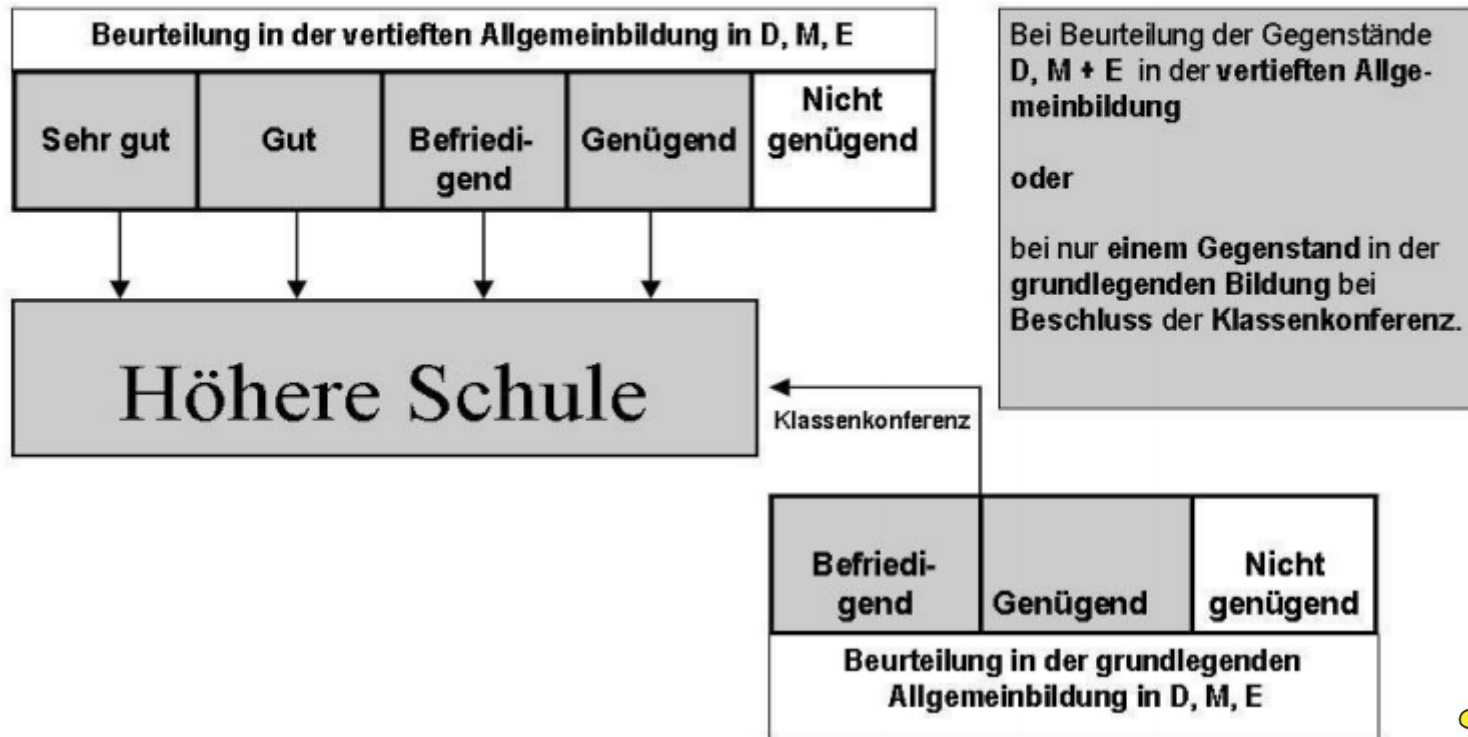 Beurteilung in der vertieften Allgemeinbildung in D, M, E
Sehr gut
Gut
Befriedi-
gend
Genügend
Nicht
genügend
Bei Beurteilung der Gegenstände
D, M + E in der vertieften Allge-
meinbildung
oder
bei nur einem Gegenstand in der
grundlegenden Bildung bei
Beschluss der Klassenkonferenz.
Höhere Schule
Klassenkonferenz
Befriedi-
gend
Genügend
Nicht
genügend
Beurteilung in der grundlegenden
Allgemeinbildung in D, M, E